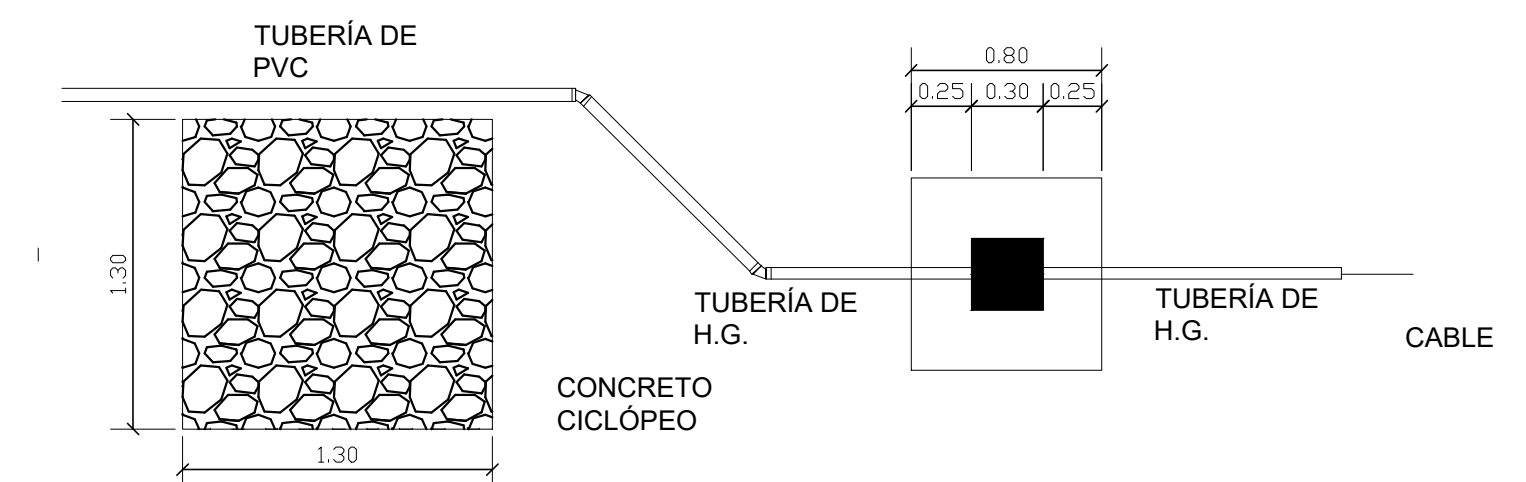 TUBERÍA DE
PVC
0.80
0.25 0.30 0.25
1.30
TUBERÍA DE
H.G.
TUBERÍA DE
H.G.
CABLE
CONCRETO
CICLÓPEO
1.30